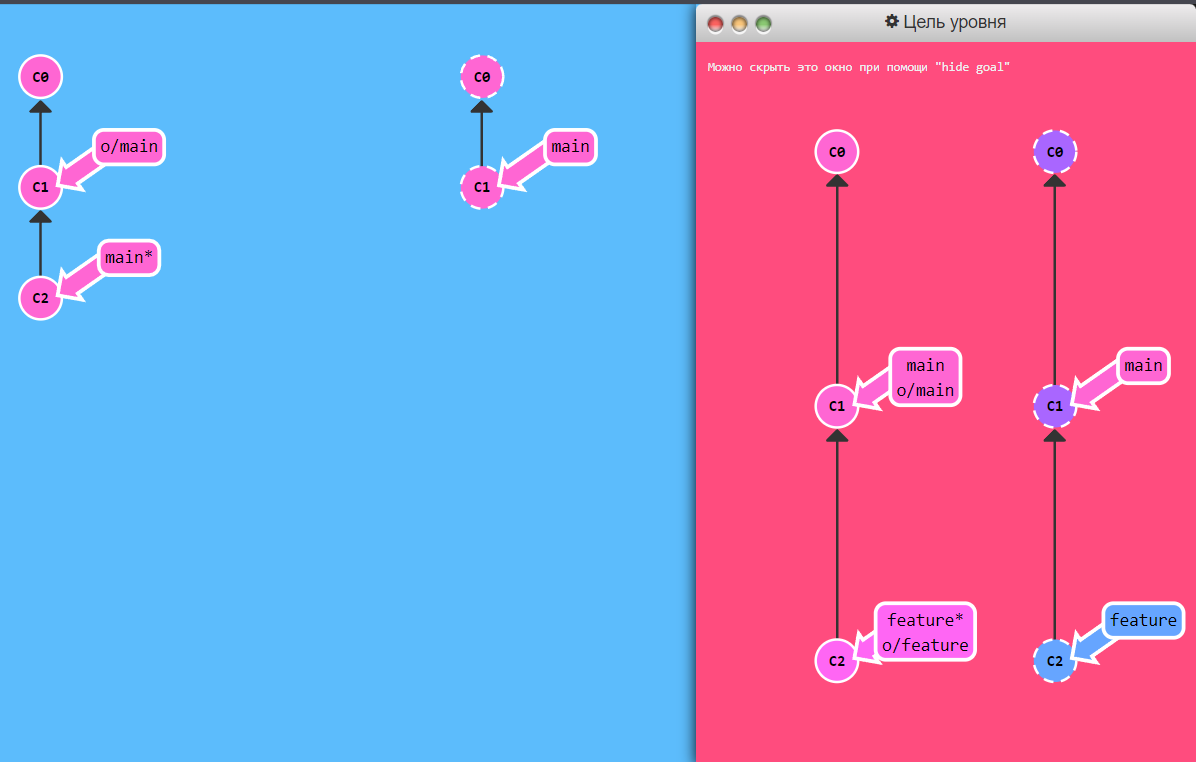 C0
o/main
C1
main*
C2
C0
main
C1
Цель уровня
Можно скрыть это окно при помощи "hide goal"
C0
main
o/main
C1
feature*
o/feature
C2
C0
main
C1
feature
C2